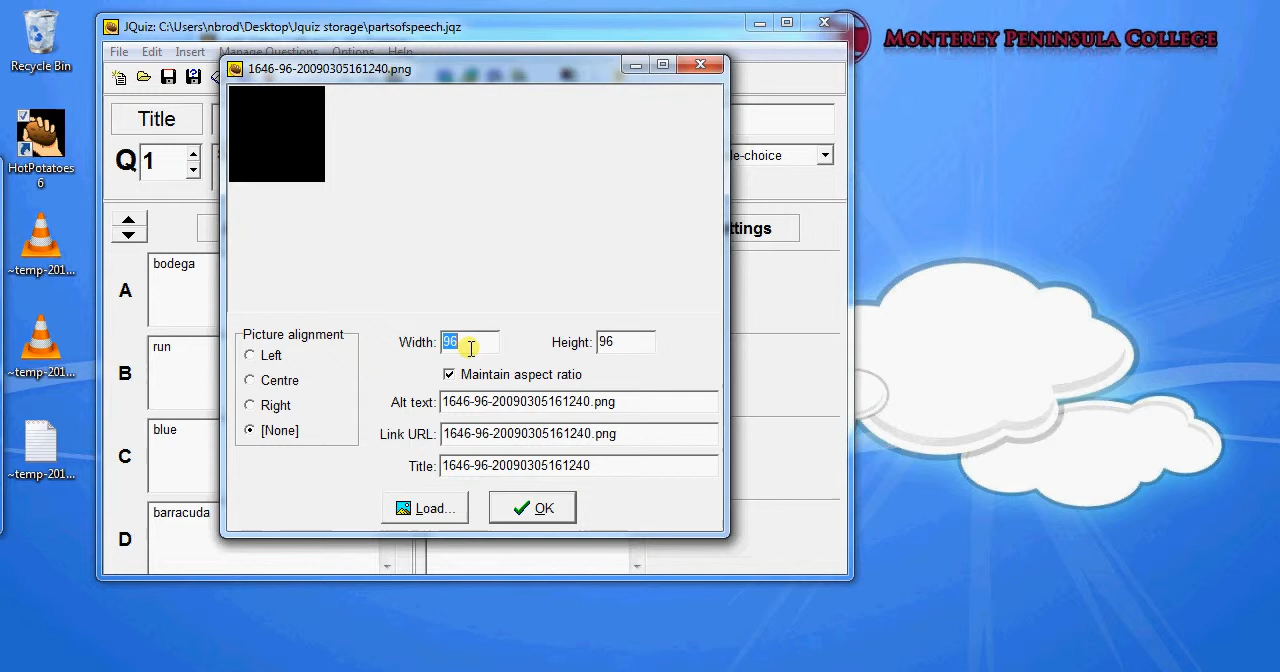 JQuiz: C:\Users\nbrod\Desktop\Jquiz storage\partsofspeech.jqz
MONTEREY PENINSULA COLLEGE
Recycle Bin
File Edit Insert Manage Questions Options Help
1646-96-20090305161240.png
Title
Q 1
le-choice
HotPotatoes
6
ttings
A
bodega
B
run
C
blue
D
barracuda
~temp-201...
~temp-201...
~temp-201...
Picture alignment
Left
Centre
Right
[None]
Width: 96
Height: 96
Maintain aspect ratio
Alt text: 1646-96-20090305161240.png
Link URL: 1646-96-20090305161240.png
Title: 1646-96-20090305161240
Load...
OK